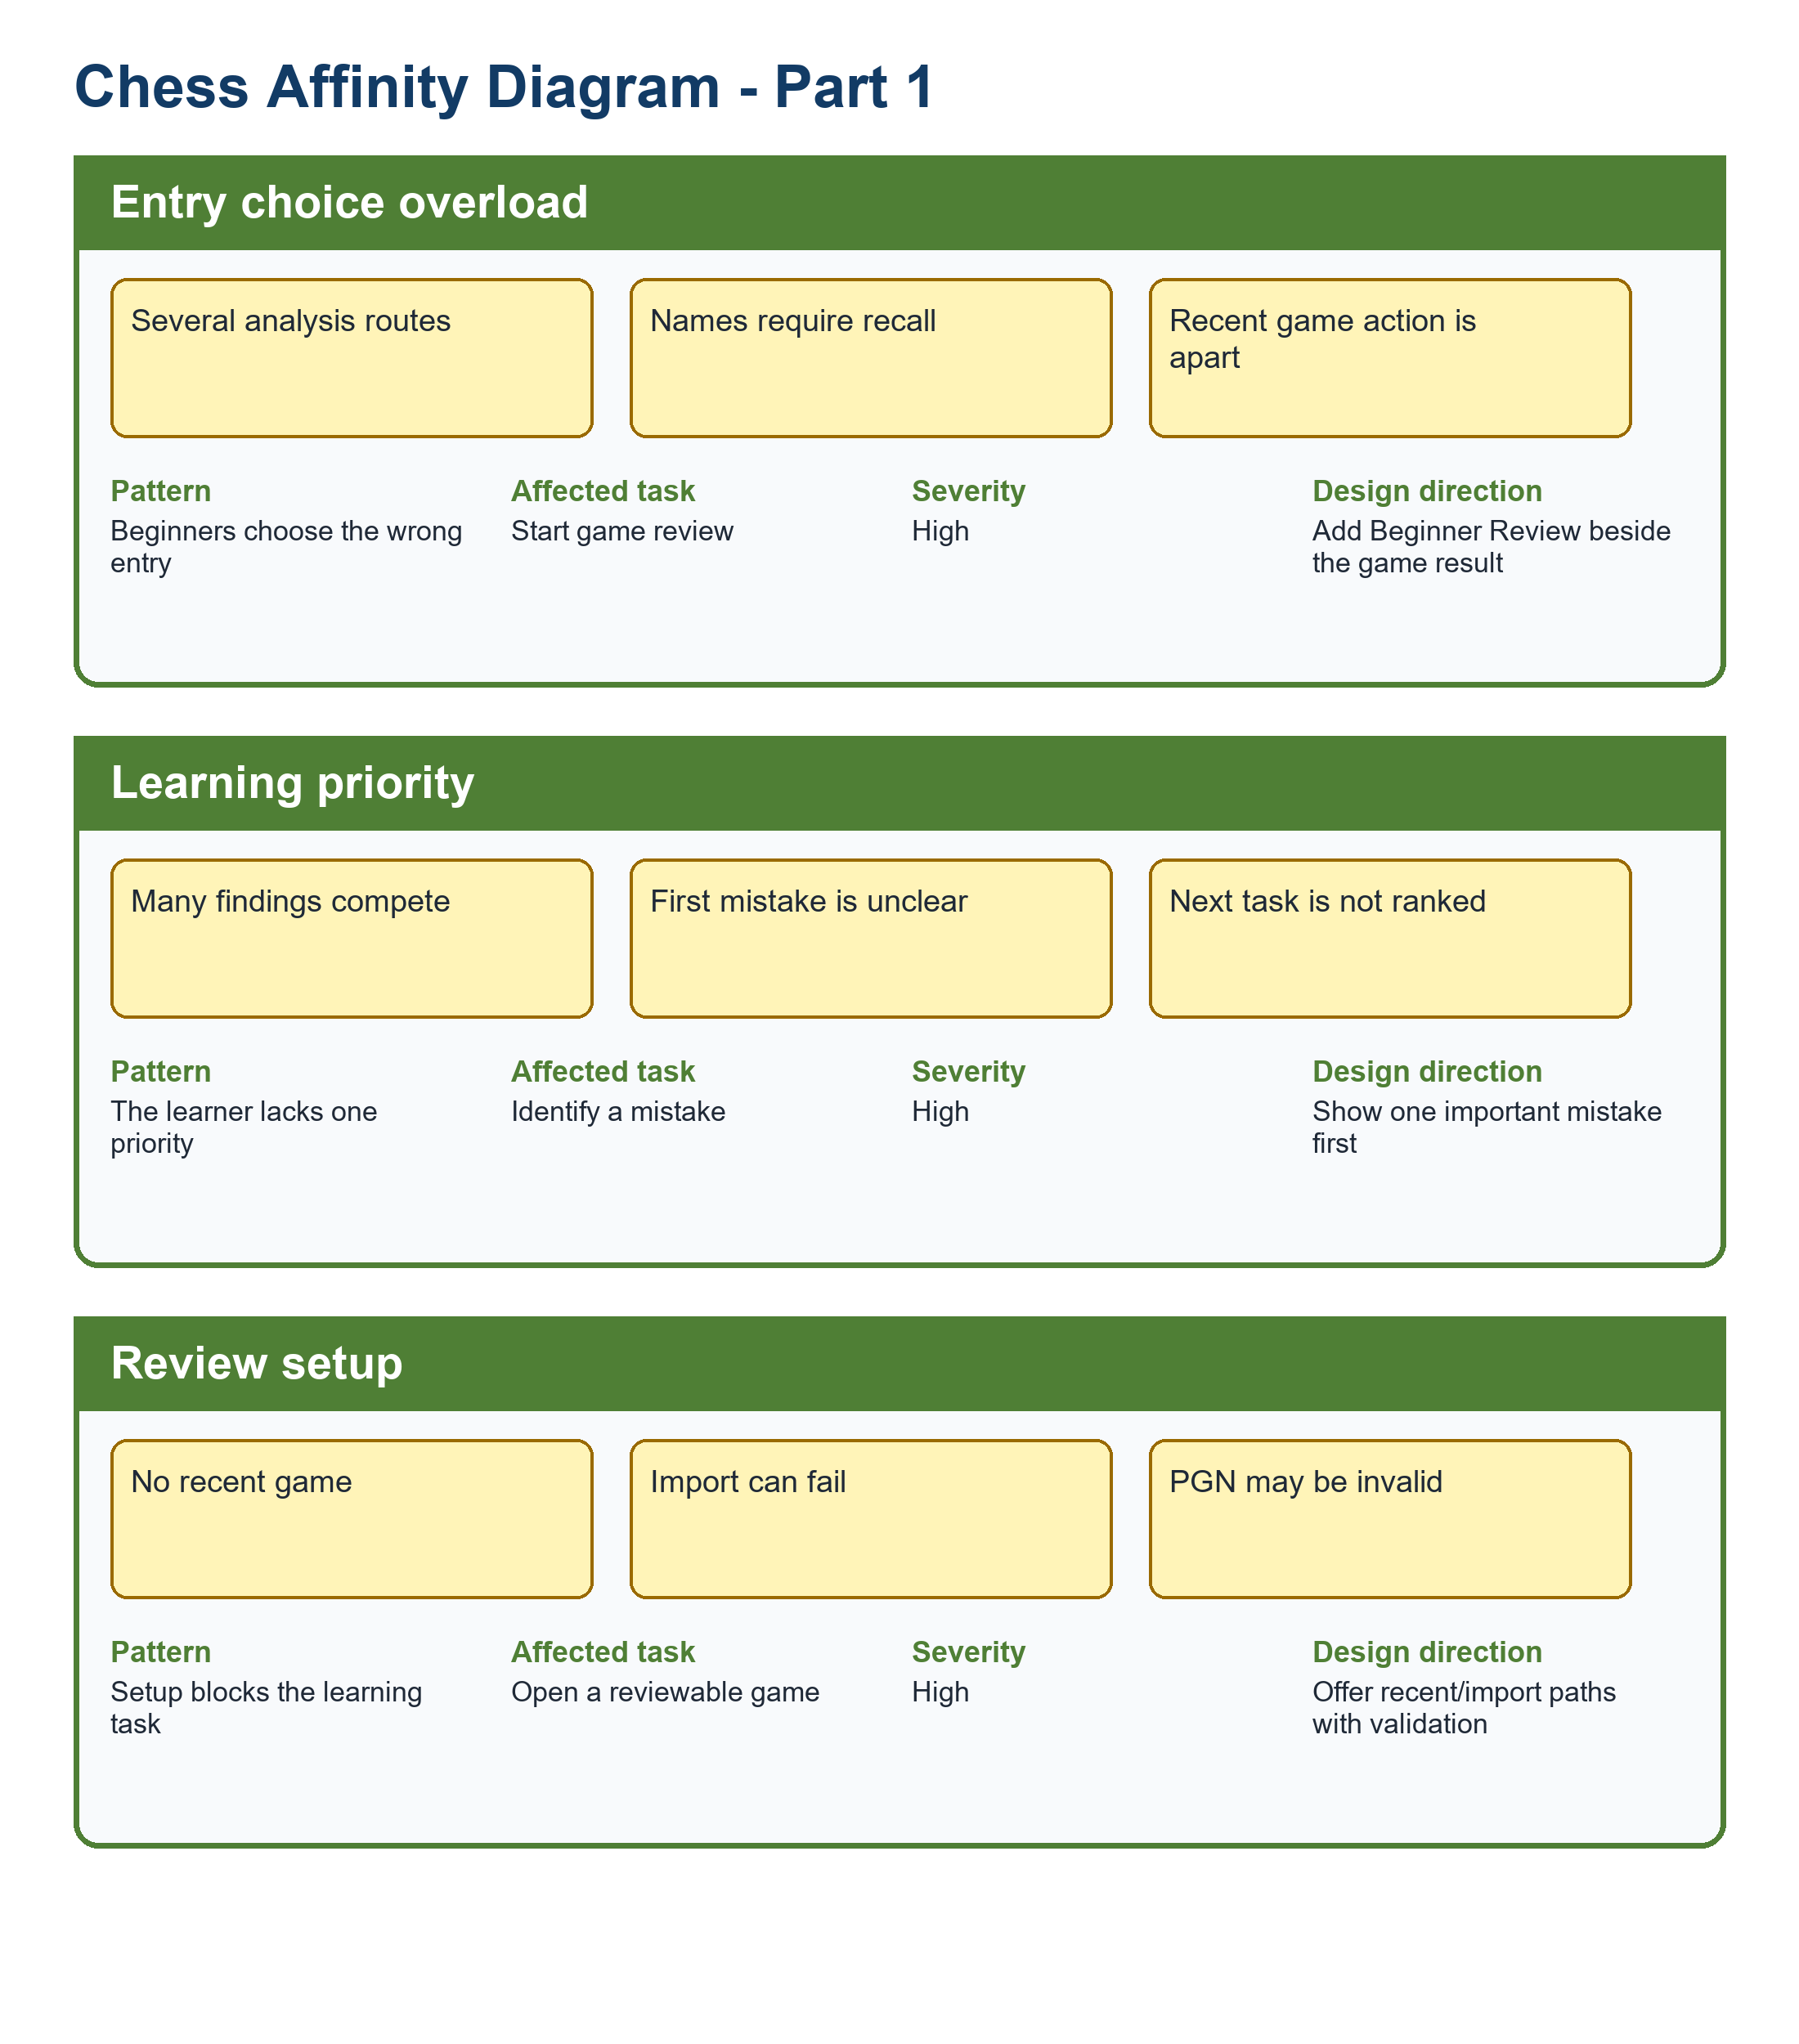 Chess Affinity Diagram - Part 1
Entry choice overload
Several analysis routes
Names require recall
Recent game action is
apart
Pattern
Beginners choose the wrong
entry
Affected task
Start game review
Severity
High
Design direction
Add Beginner Review beside
the game result
Learning priority
Many findings compete
First mistake is unclear
Next task is not ranked
Pattern
The learner lacks one
priority
Affected task
Identify a mistake
Severity
High
Design direction
Show one important mistake
first
Review setup
No recent game
Import can fail
PGN may be invalid
Pattern
Setup blocks the learning
task
Affected task
Open a reviewable game
Severity
High
Design direction
Offer recent/import paths
with validation